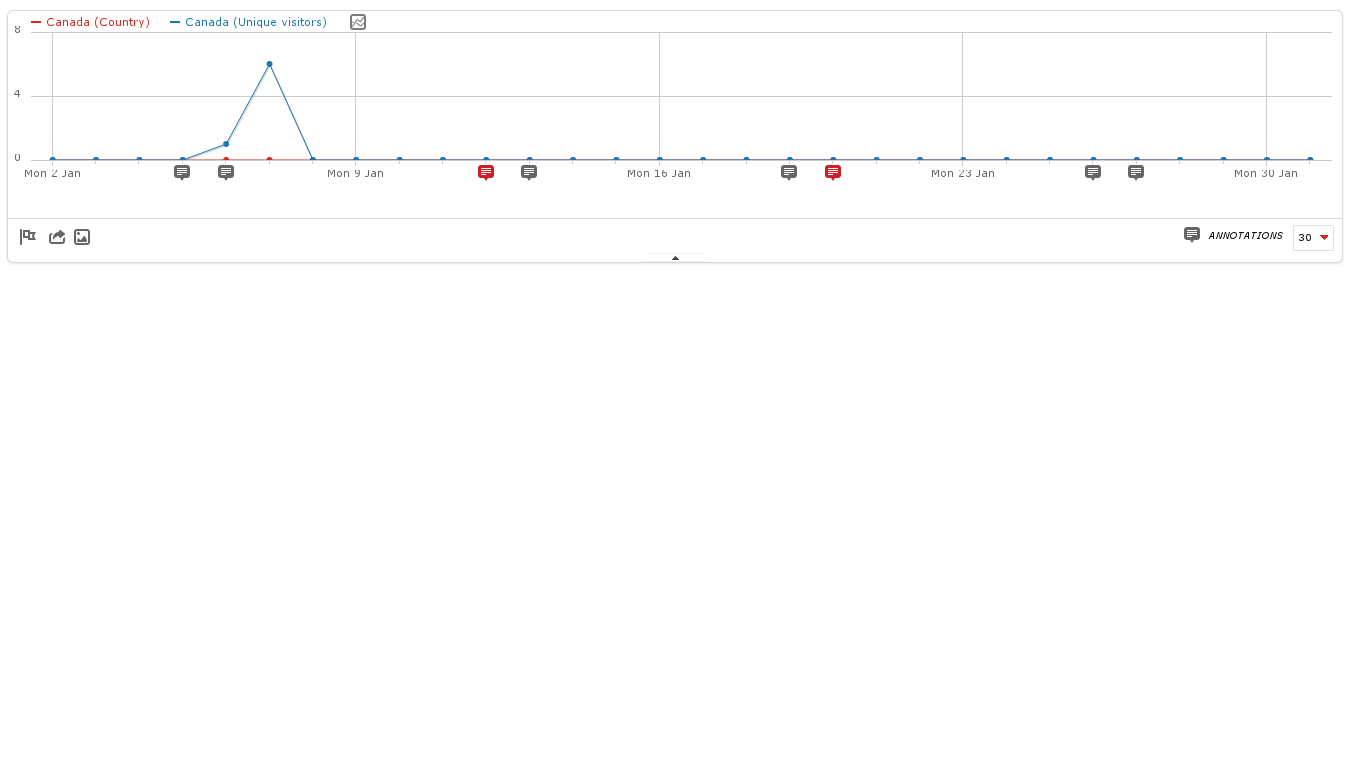 Canada (Country) Canada (Unique visitors)
8
4
0
Mon 2 Jan Mon 9 Jan Mon 16 Jan Mon 23 Jan Mon 30 Jan
ANNOTATIONS 30